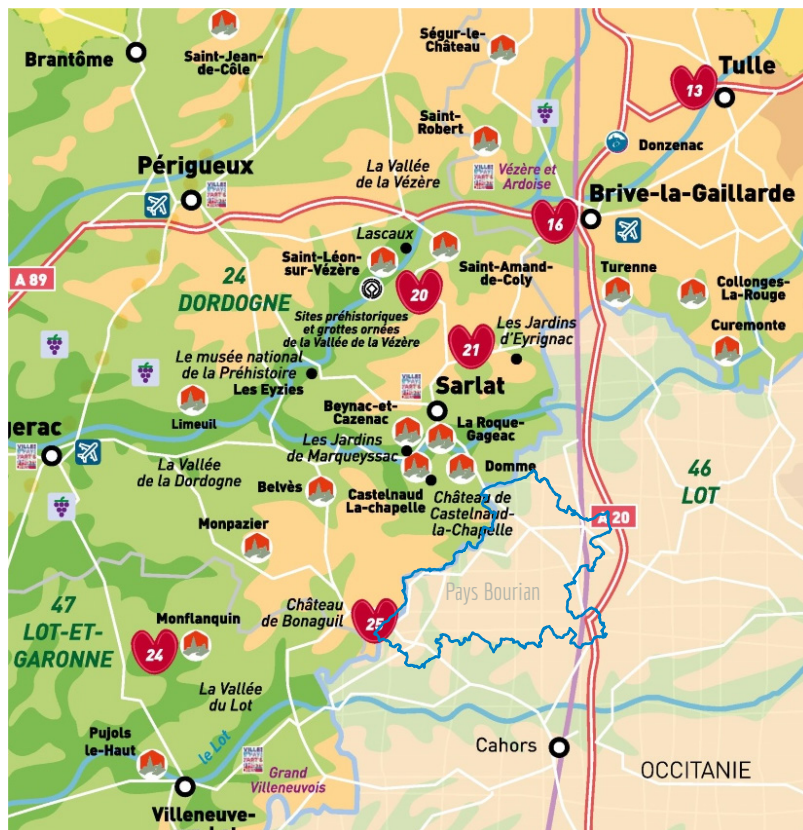 Brantôme
Saint-Jean-
de-Côle
Ségur-le-
Château
13
Tulle
Saint-
Robert
Donzenac
Périgueux
La Vallée
de la Vézère
Vézère et
Ardoise
Brive-la-Gaillarde
16
Lascaux
Saint-Léon-
sur-Vézère
Saint-Amand-
de-Coly
Turenne
Collonges-
La-Rouge
A 89
24
DORDOGNE
20
Sites préhistoriques
et grottes ornées
de la Vallée de la Vézère
Les Jardins
d'Eyrignac
21
Curemonte
Le musée national
de la Préhistoire
Les Eyzies
Sarlat
Limeuil
Beynac-et-
Cazenac
La Roque-
Gageac
gerac
Les Jardins
de Marqueyssac
La Vallée
de la Dordogne
Domme
46
LOT
Belvès
Castelnaud
La-chapelle
Château de
Castelnaud-
la-Chapelle
A 20
Monpazier
Pays Bourian
47
LOT-ET-
GARONNE
Monflanquin
Château
de Bonaguil
25
24
La Vallée
du Lot
Pujols
le-Haut
le Lot
Grand
Villeneuvois
Cahors
OCCITANIE
Villeneuve-